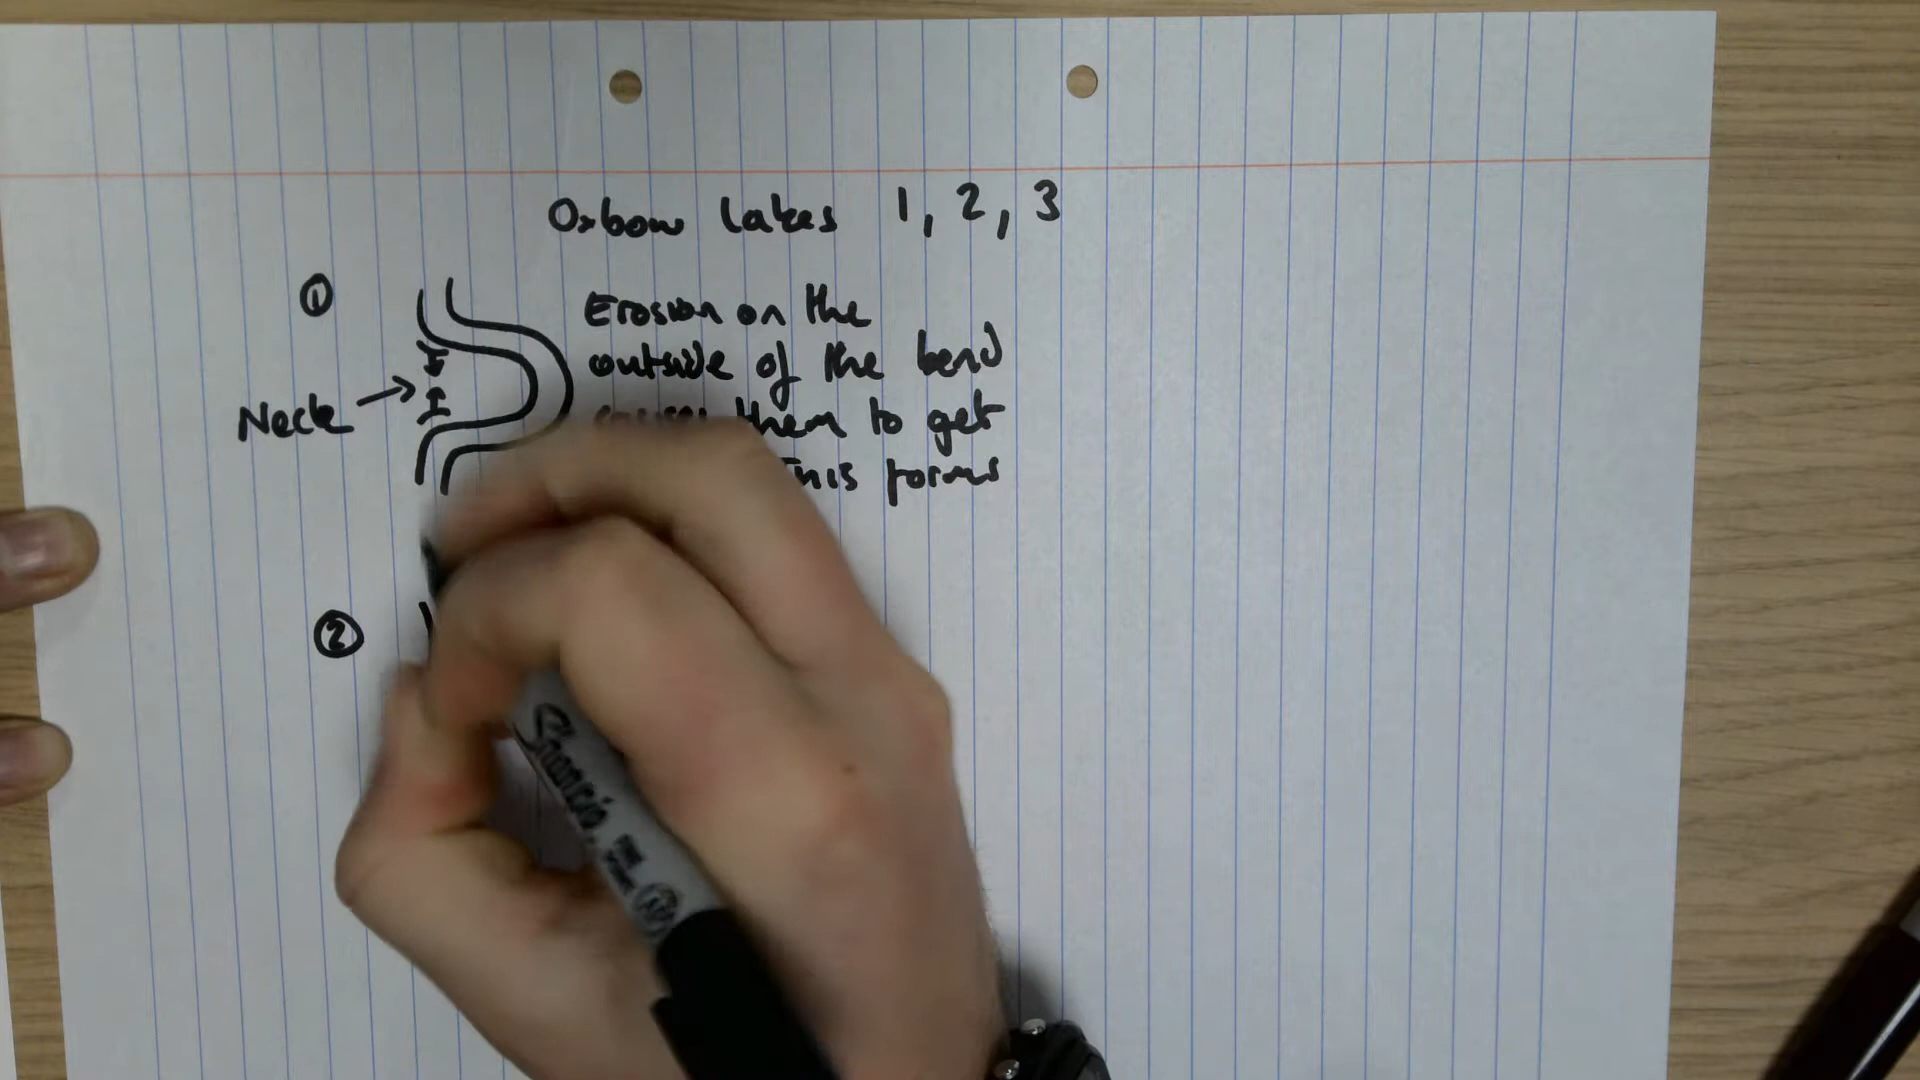 Oxbow lakes 1, 2, 3
①
Erosion on the
outside of the bend
them to get
This forms
Neck
②
Sharpie.
FINE